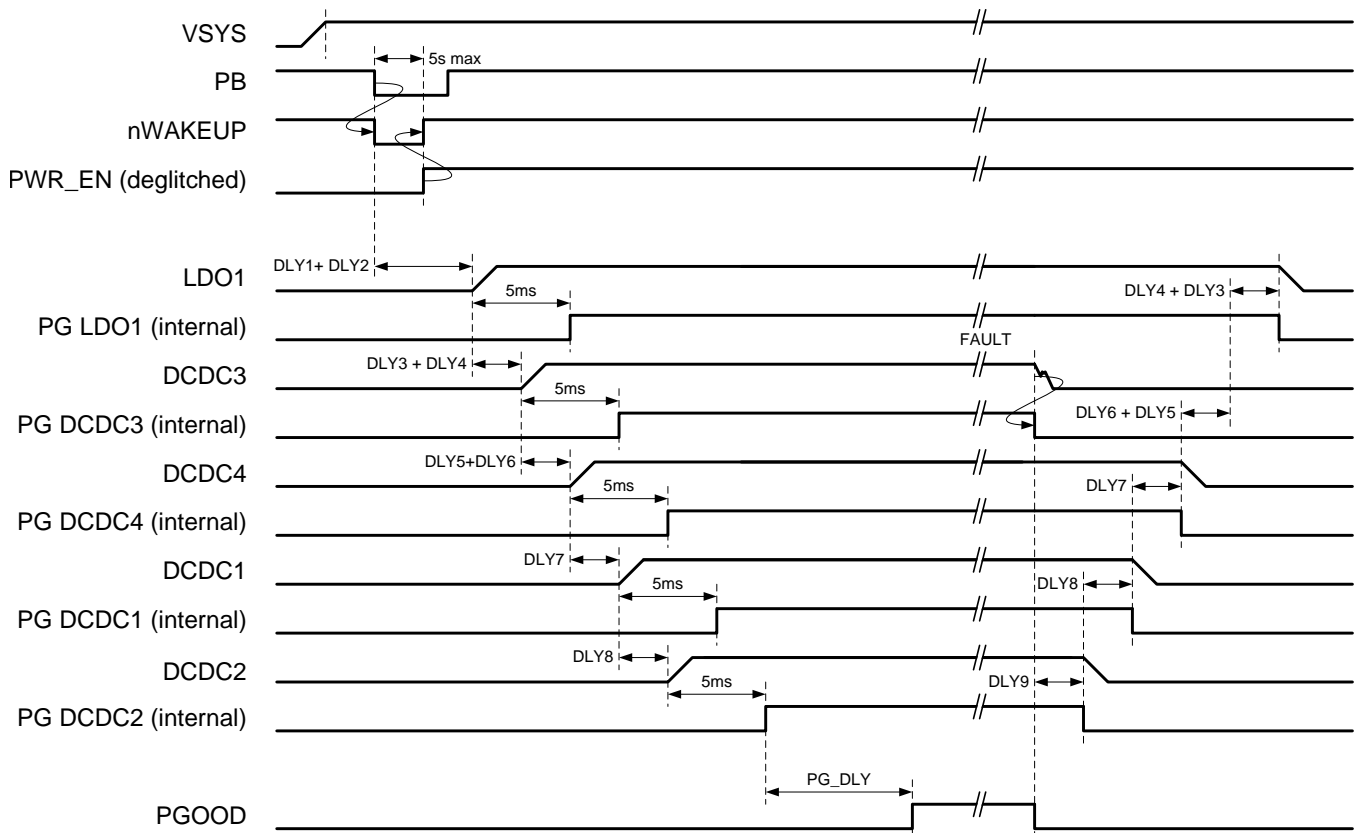 VSYS
5s max
PB
nWAKEUP
PWR_EN (deglitched)
DLY1+ DLY2
LDO1
5ms
DLY4 + DLY3
PG LDO1 (internal)
FAULT
DLY3 + DLY4
DCDC3
5ms
DLY6 + DLY5
PG DCDC3 (internal)
DLY5+DLY6
DCDC4
5ms
DLY7
PG DCDC4 (internal)
DLY7
DCDC1
5ms
DLY8
PG DCDC1 (internal)
DLY8
DCDC2
5ms
DLY9
PG DCDC2 (internal)
PG_DLY
PGOOD